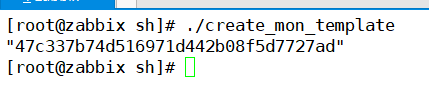 [root@zabbix sh]# ./create_mon_template
"47c337b74d516971d442b08f5d7727ad"
[root@zabbix sh]#